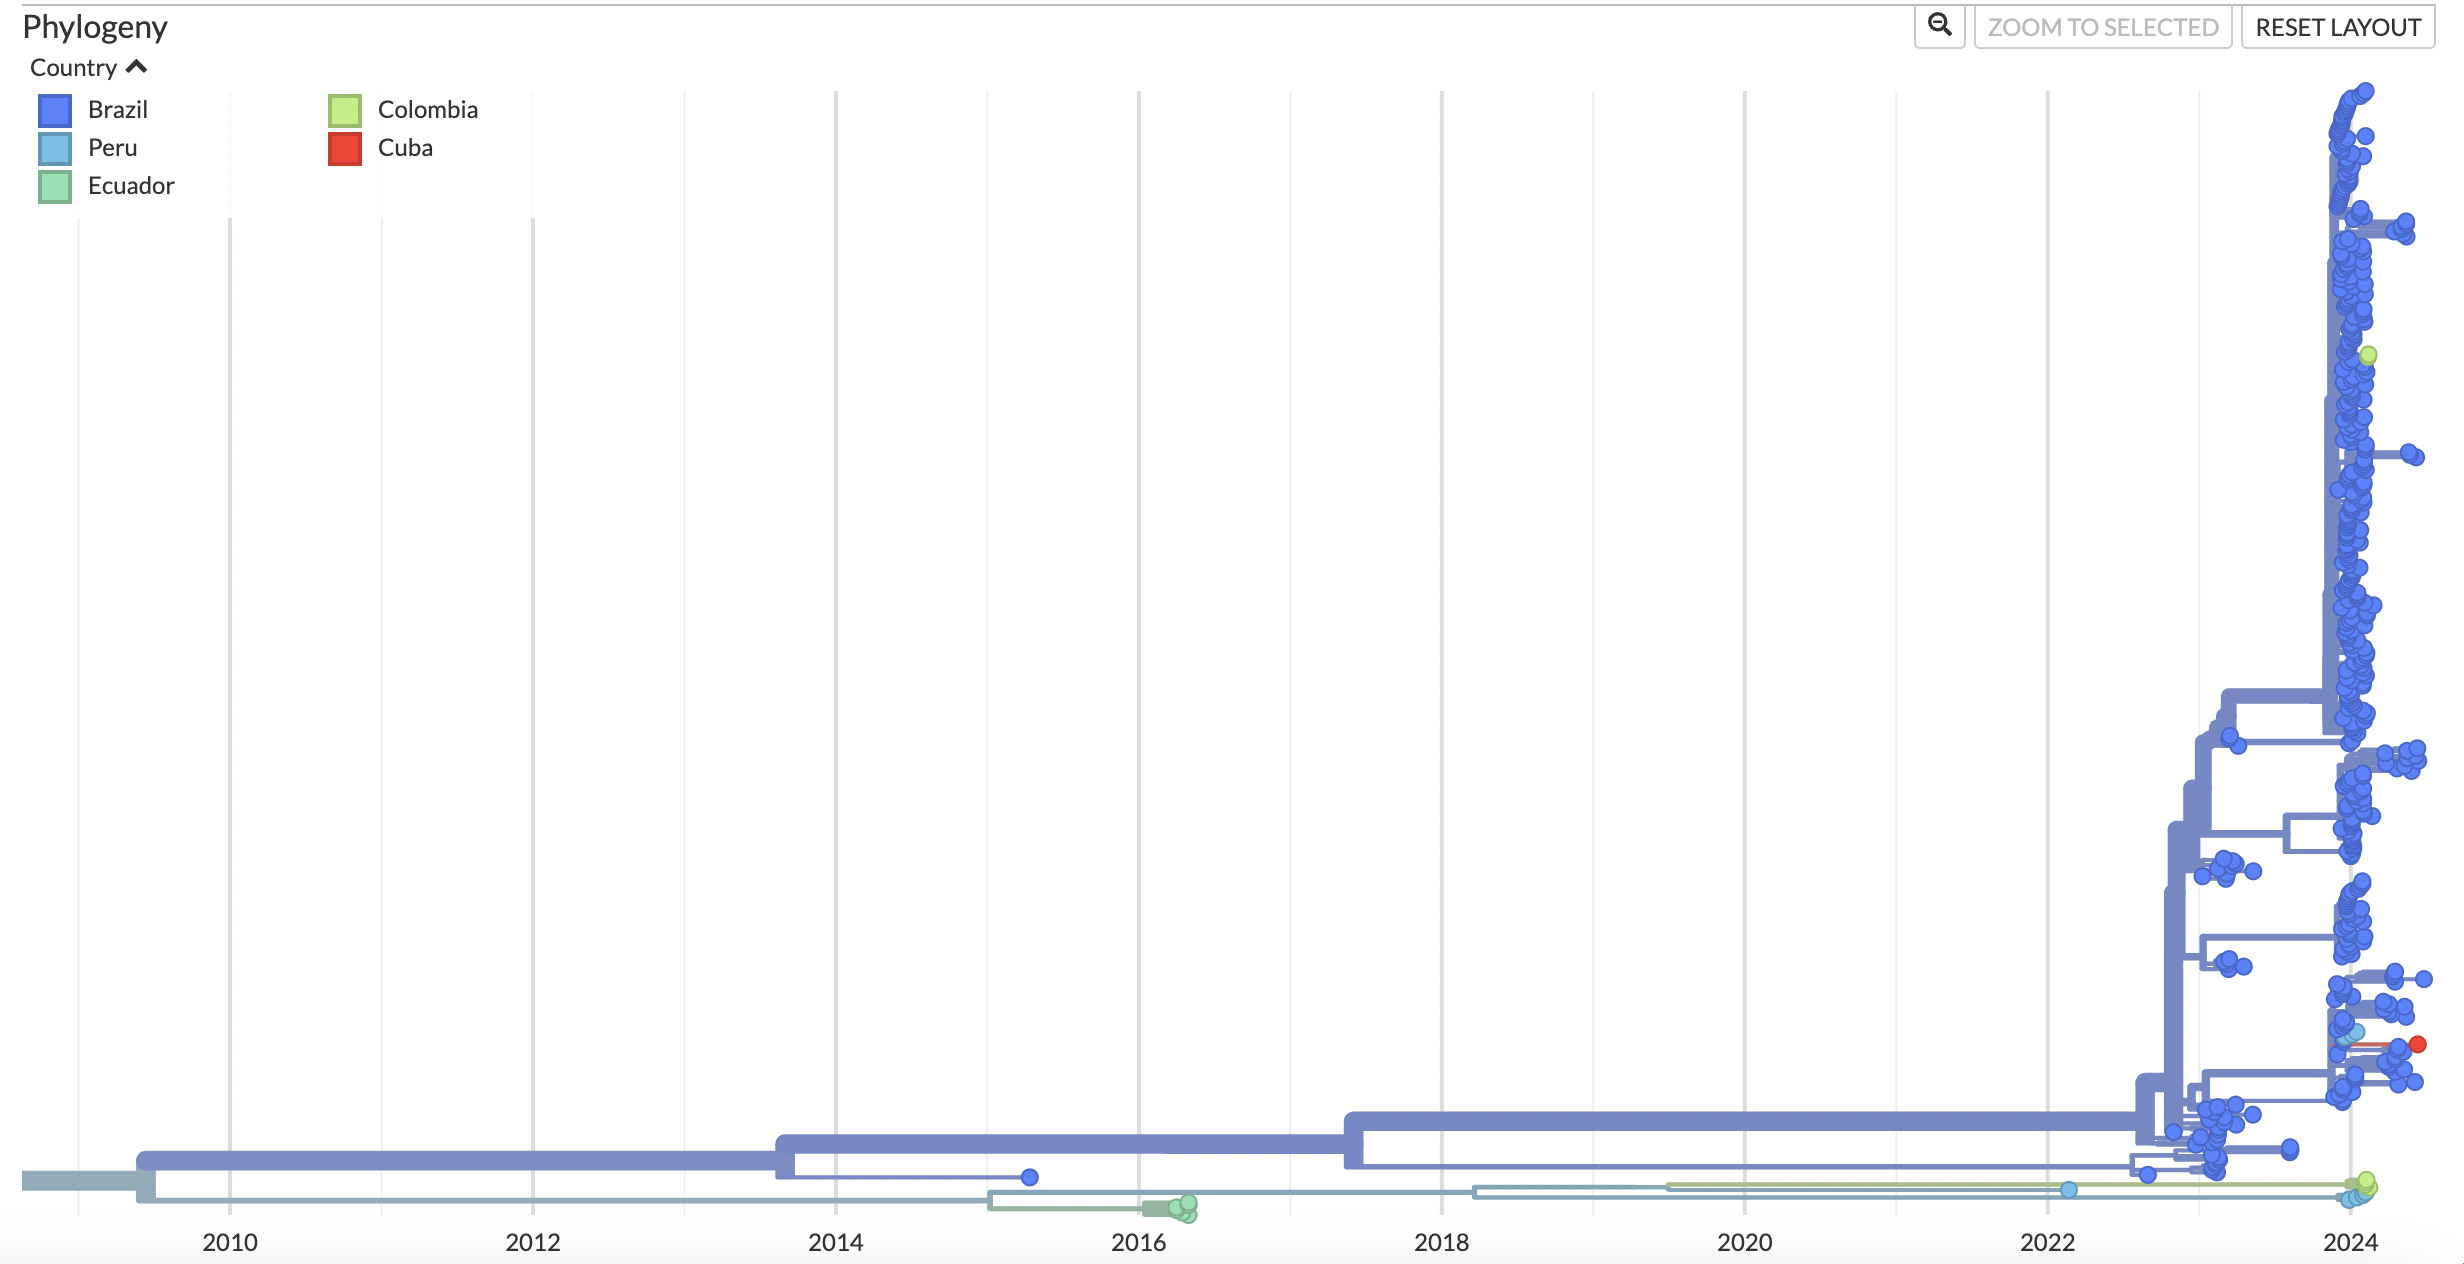 Phylogeny
ZOOM TO SELECTED
RESET LAYOUT
Country
Brazil
Colombia
Peru
Cuba
Ecuador
2010 2012 2014 2016 2018 2020 2022 2024